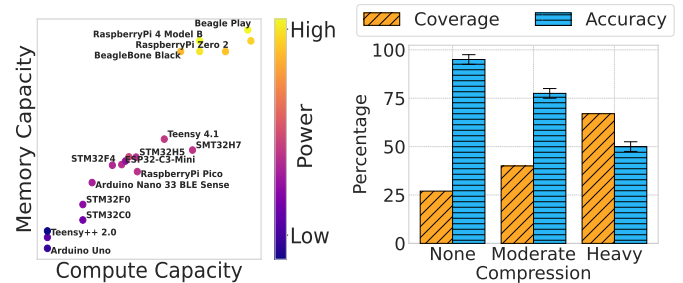 Beagle Play
RaspberryPi 4 Model B
RaspberryPi Zero 2
BeagleBone Black
Teensy 4.1
SMT32H7
STM32H5
STM32F4
ESP32-C3-Mini
RaspberryPi Pico
Arduino Nano 33 BLE Sense
STM32F0
STM32C0
Teensy++ 2.0
Arduino Uno
Memory Capacity
Compute Capacity
High
Power
Low
Coverage
Accuracy
100
75
50
25
0
Percentage
None Moderate Heavy
Compression